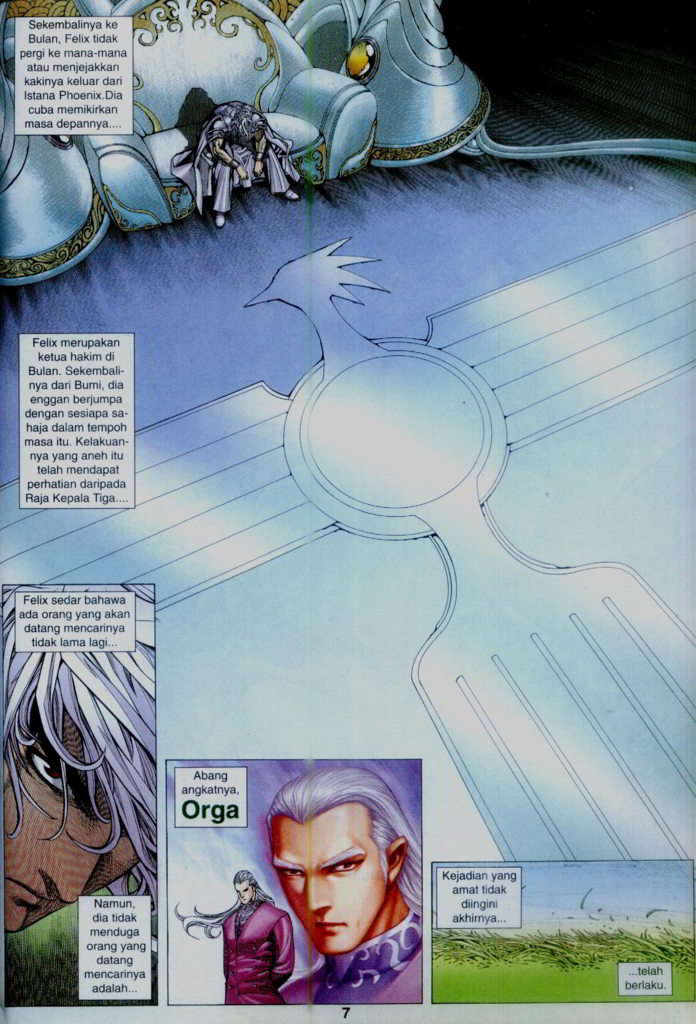 Sekembalinya ke
Bulan, Felix tidak
pergi ke mana-mana
atau menjejakkan
kakinya keluar dari
Istana Phoenix.Dia
cuba memikirkan
masa depannya....
Felix merupakan
ketua hakim di
Bulan. Sekembali-
nya dari Bumi, dia
enggan berjumpa
dengan sesiapa sa-
haja dalam tempoh
masa itu. Kelakuan-
nya yang aneh itu
telah mendapat
perhatian daripada
Raja Kepala Tiga....
Felix sedar bahawa
ada orang yang akan
datang mencarinya
tidak lama lagi...
Namun,
dia tidak
menduga
orang yang
datang
mencarinya
adalah...
Abang
angkatnya,
Orga
Kejadian yang
amat tidak
diingini
akhirnya...
...telah
berlaku.
7